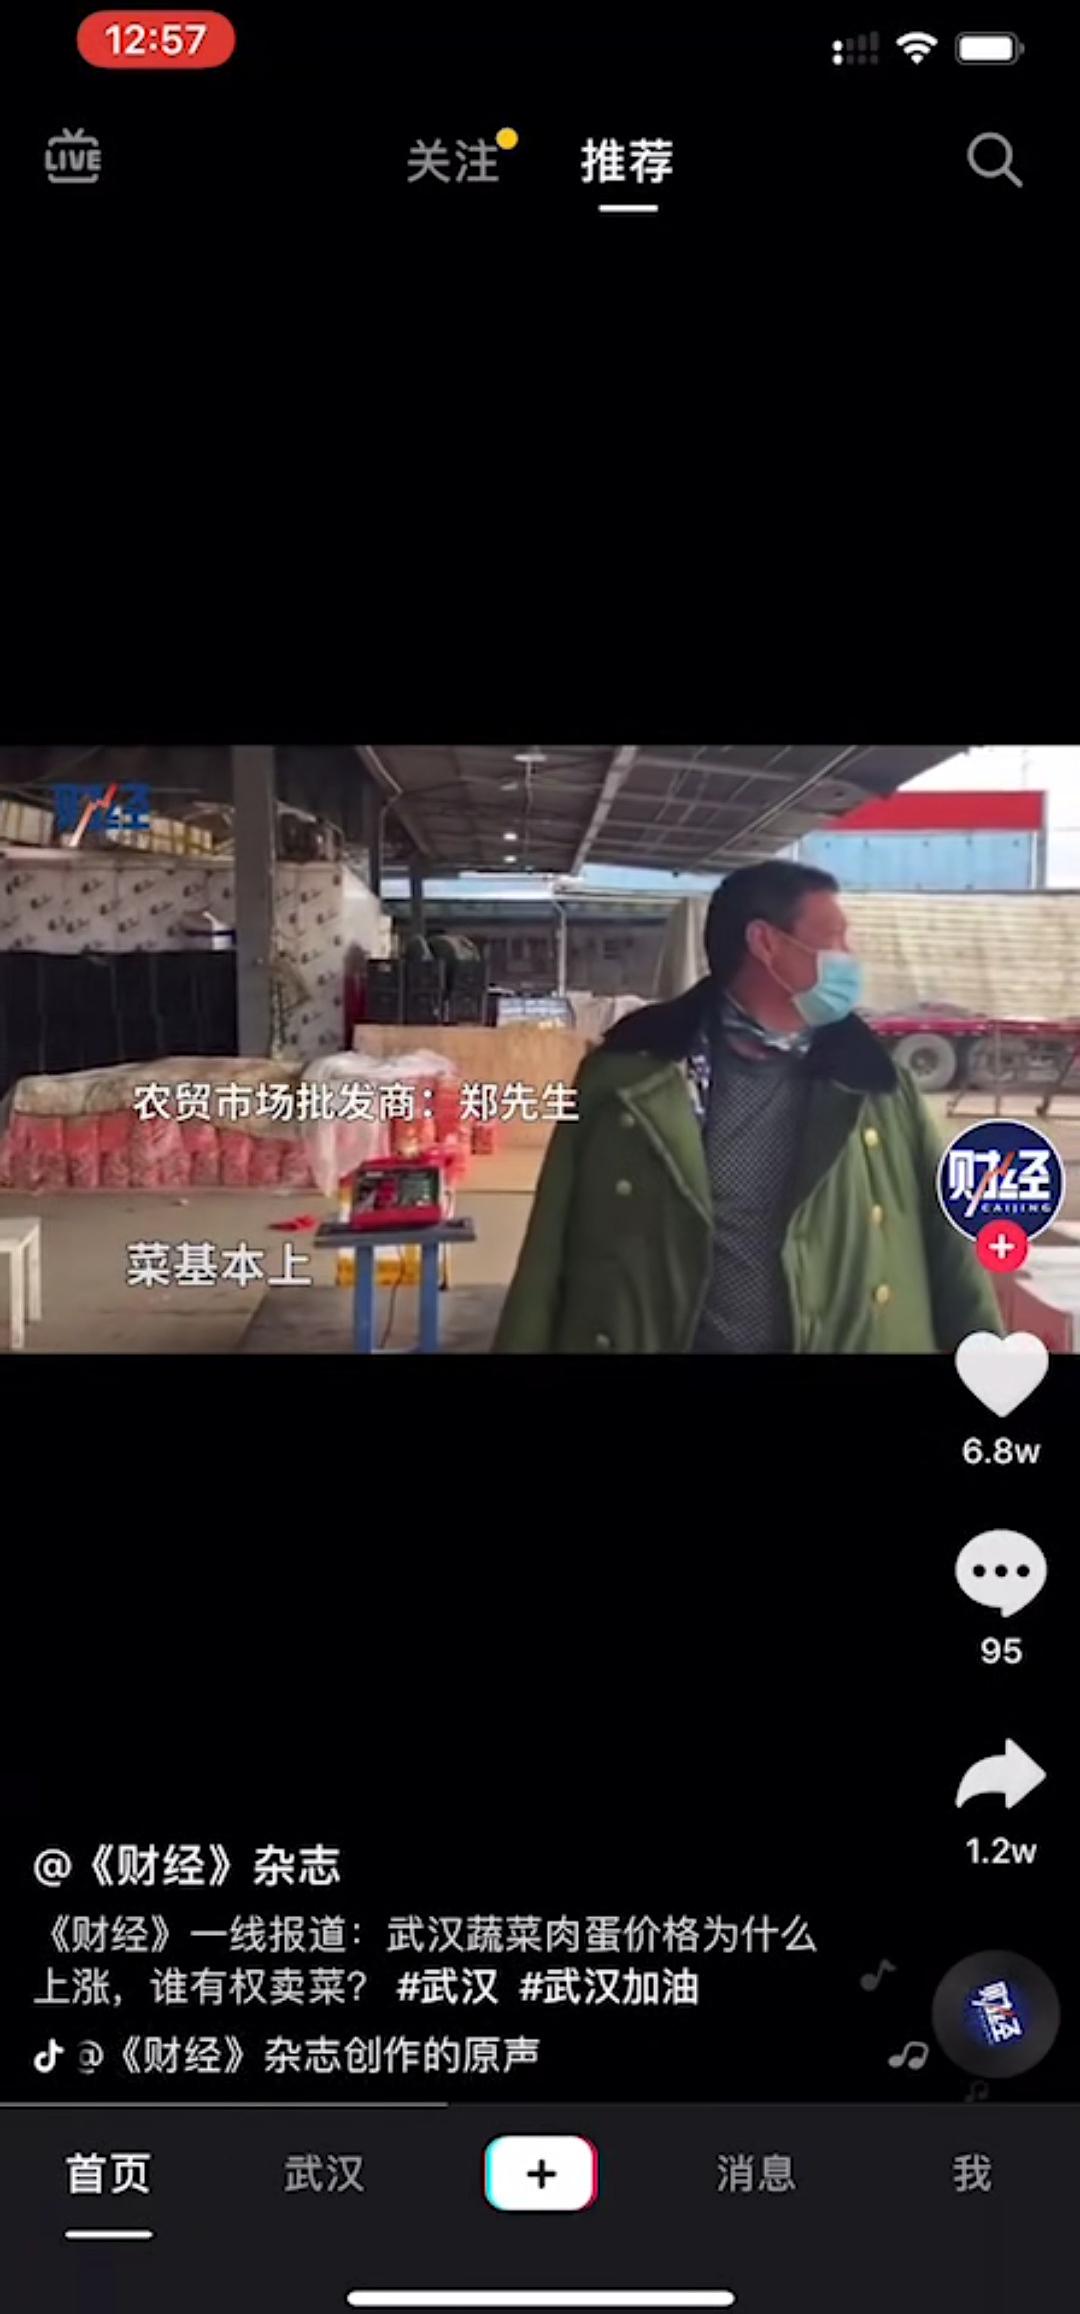 12:57
LIVE
关注
推荐
财经
农贸市场批发商：郑先生
财经
CAIJING
菜基本上
6.8w
95
1.2w
@《财经》杂志
《财经》一线报道：武汉蔬菜肉蛋价格为什么
上涨，谁有权卖菜？ #武汉 #武汉加油
@《财经》杂志创作的原声
财经
首页
武汉
消息
我